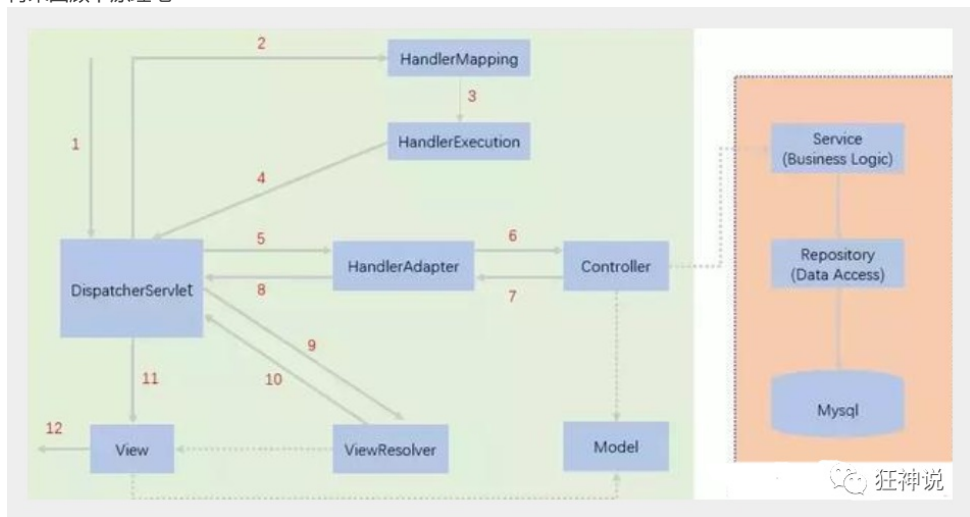 2
HandlerMapping
1
3
HandlerExecution
4
Service
(Business Logic)
5
6
DispatcherServlet
HandlerAdapter
Controller
Repository
(Data Access)
8
7
9
10
11
Mysql
12
View
ViewResolver
Model
狂神说